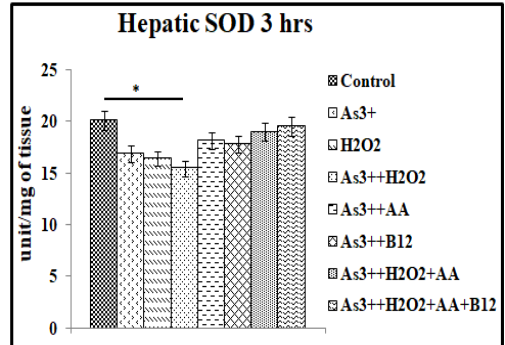 Hepatic SOD 3 hrs
unit/mg of tissue
25
20
15
10
5
0
*
Control
As3+
H2O2
As3++H2O2
As3++AA
As3++B12
As3++H2O2+AA
As3++H2O2+AA+B12